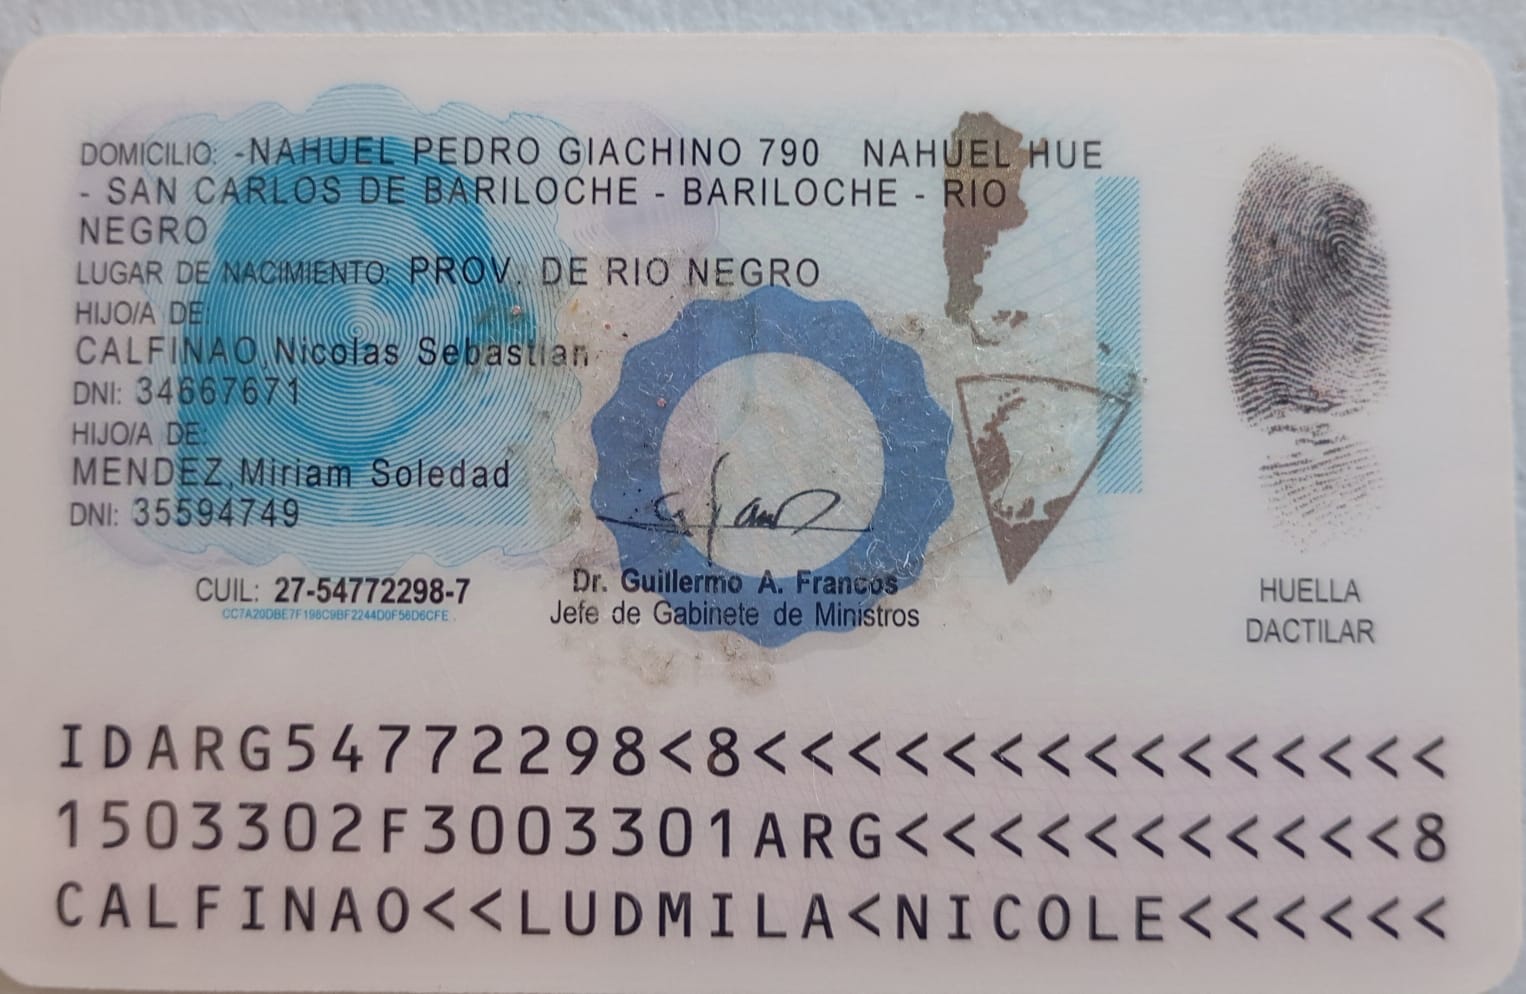 DOMICILIO: -NAHUEL PEDRO GIACHINO 790 NAHUEL HUE
- SAN CARLOS DE BARILOCHE - BARILOCHE - RIO
NEGRO
LUGAR DE NACIMIENTO: PROV. DE RIO NEGRO
HIJO/A DE:
CALFINAO,Nicolas Sebastian
DNI: 34667671
HIJO/A DE:
MENDEZ,Miriam Soledad
DNI: 35594749
CUIL: 27-54772298-7
CC7A29DBE7F198C9BF2244D0F56D6CFE
Dr. Guillermo A. Francos
Jefe de Gabinete de Ministros
HUELLA
DACTILAR
IDARG54772298<8<<<<<<<<<<<<<<<
1503302F3003301ARG<<<<<<<<<<<8
CALFINAO<<LUDMILA<NICOLE<<<<<<